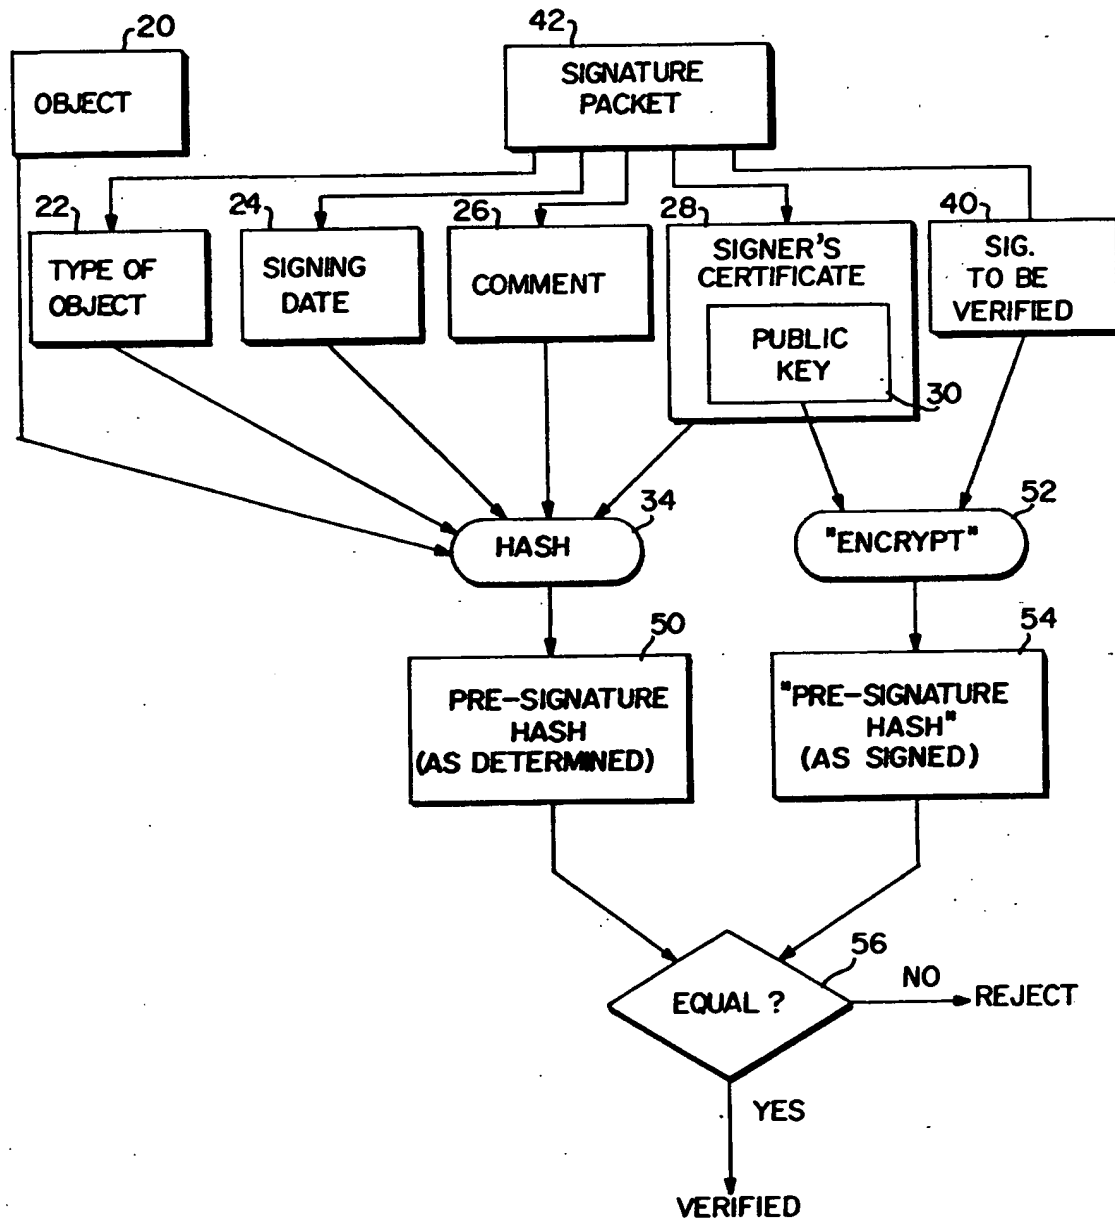 20
42
OBJECT
SIGNATURE
PACKET
22
24
26
28
40
TYPE OF
OBJECT
SIGNING
DATE
COMMENT
SIGNER'S
CERTIFICATE
PUBLIC
KEY
30
SIG.
TO BE
VERIFIED
34
HASH
52
"ENCRYPT"
50
PRE-SIGNATURE
HASH
(AS DETERMINED)
54
"PRE-SIGNATURE
HASH"
(AS SIGNED)
56
EQUAL ?
NO
REJECT
YES
VERIFIED